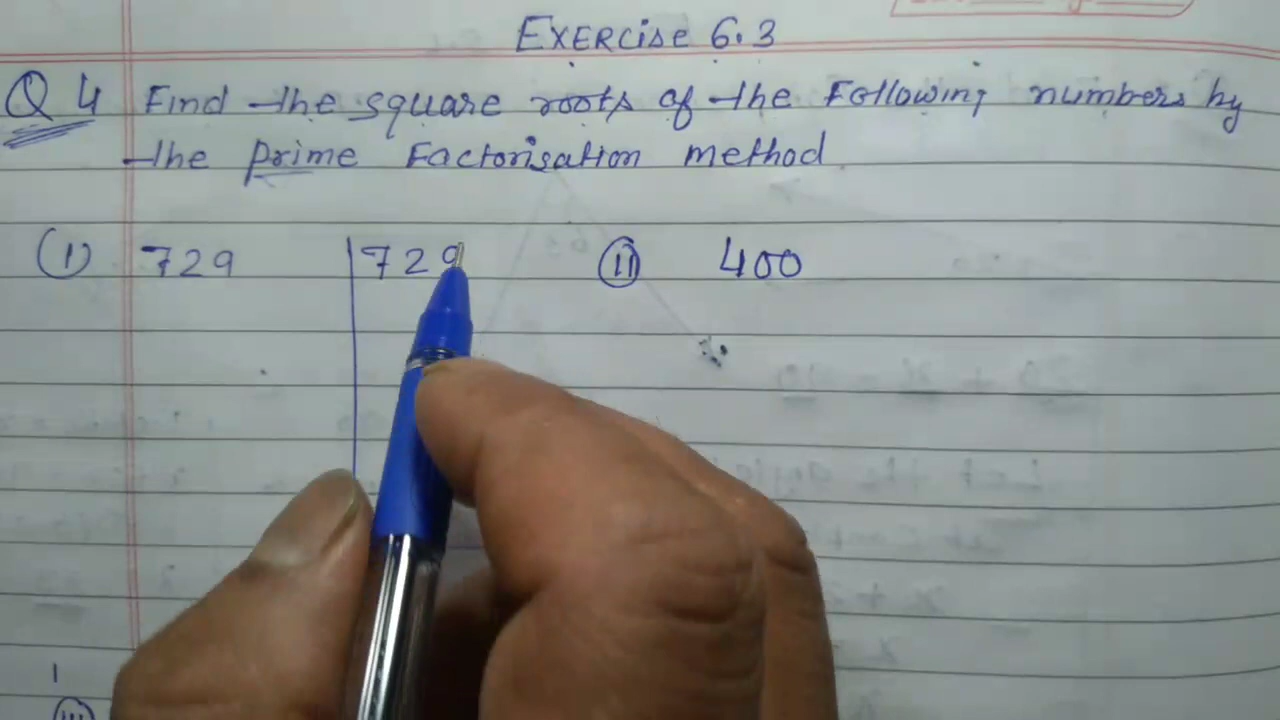 Exercise 6.3
Q 4 Find the square roots of the following numbers by
the prime Factorisation method
(i) 729 729 (ii) 400
(iii)